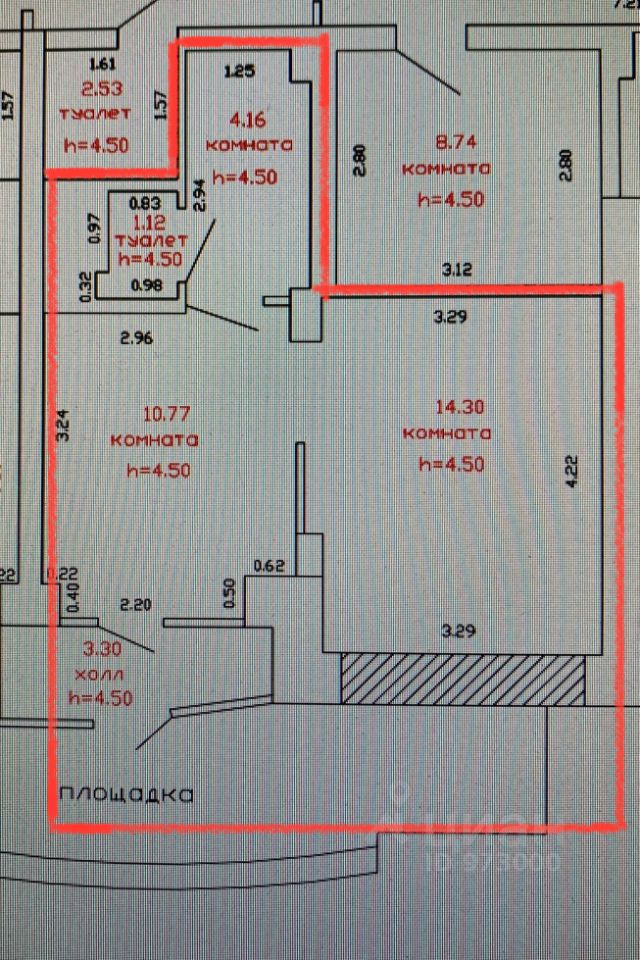 7.2
1.61
2.53
туалет
h=4.50
1.57
1.57
1.25
4.16
комната
h=4.50
2.94
8.74
комната
h=4.50
2.80
2.80
3.12
0.83
1.12
туалет
h=4.50
0.97
0.32
0.98
2.96
3.29
3.24
10.77
комната
h=4.50
14.30
комната
h=4.50
4.22
22
0.22
0.40
2.20
0.50
0.62
3.29
3.30
холл
h=4.50
площадка
ЦИАН
ID 973000